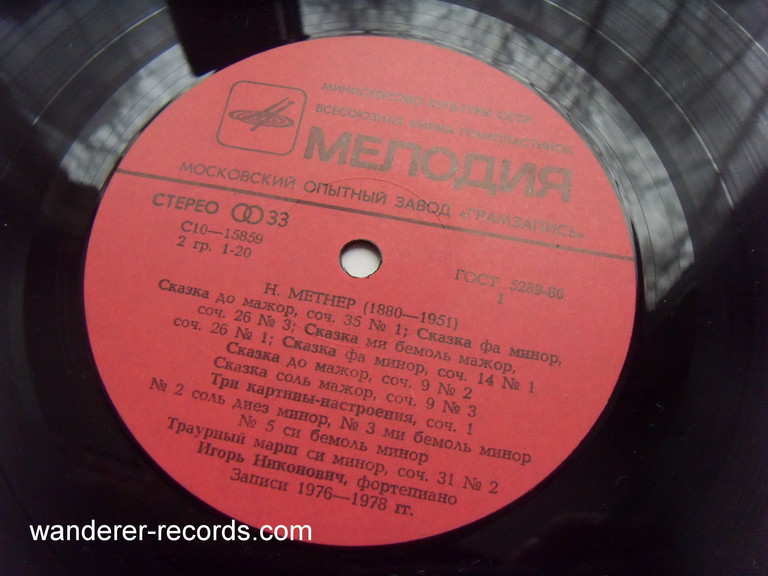 МИНИСТЕРСТВО КУЛЬТУРЫ СССР
ВСЕСОЮЗНАЯ ФИРМА ГРАМПЛАСТИНОК
МЕЛОДИЯ
МОСКОВСКИЙ ОПЫТНЫЙ ЗАВОД «ГРАМЗАПИСЬ»
СТЕРЕО 33
С10—15859
2 гр. 1-20
ГОСТ 5289-80
1
Н. МЕТНЕР (1880—1951)
Сказка до мажор, соч. 35 № 1; Сказка фа минор,
соч. 26 № 3; Сказка ми бемоль мажор,
соч. 26 № 1; Сказка фа минор, соч. 14 № 1
Сказка до мажор, соч. 9 № 2
Сказка соль мажор, соч. 9 № 3
Три картины-настроения, соч. 1
№ 2 соль диез минор, № 3 ми бемоль минор
№ 5 си бемоль минор
Траурный марш си минор, соч. 31 № 2
Игорь Никонович, фортепиано
Записи 1976—1978 гг.
wanderer-records.com